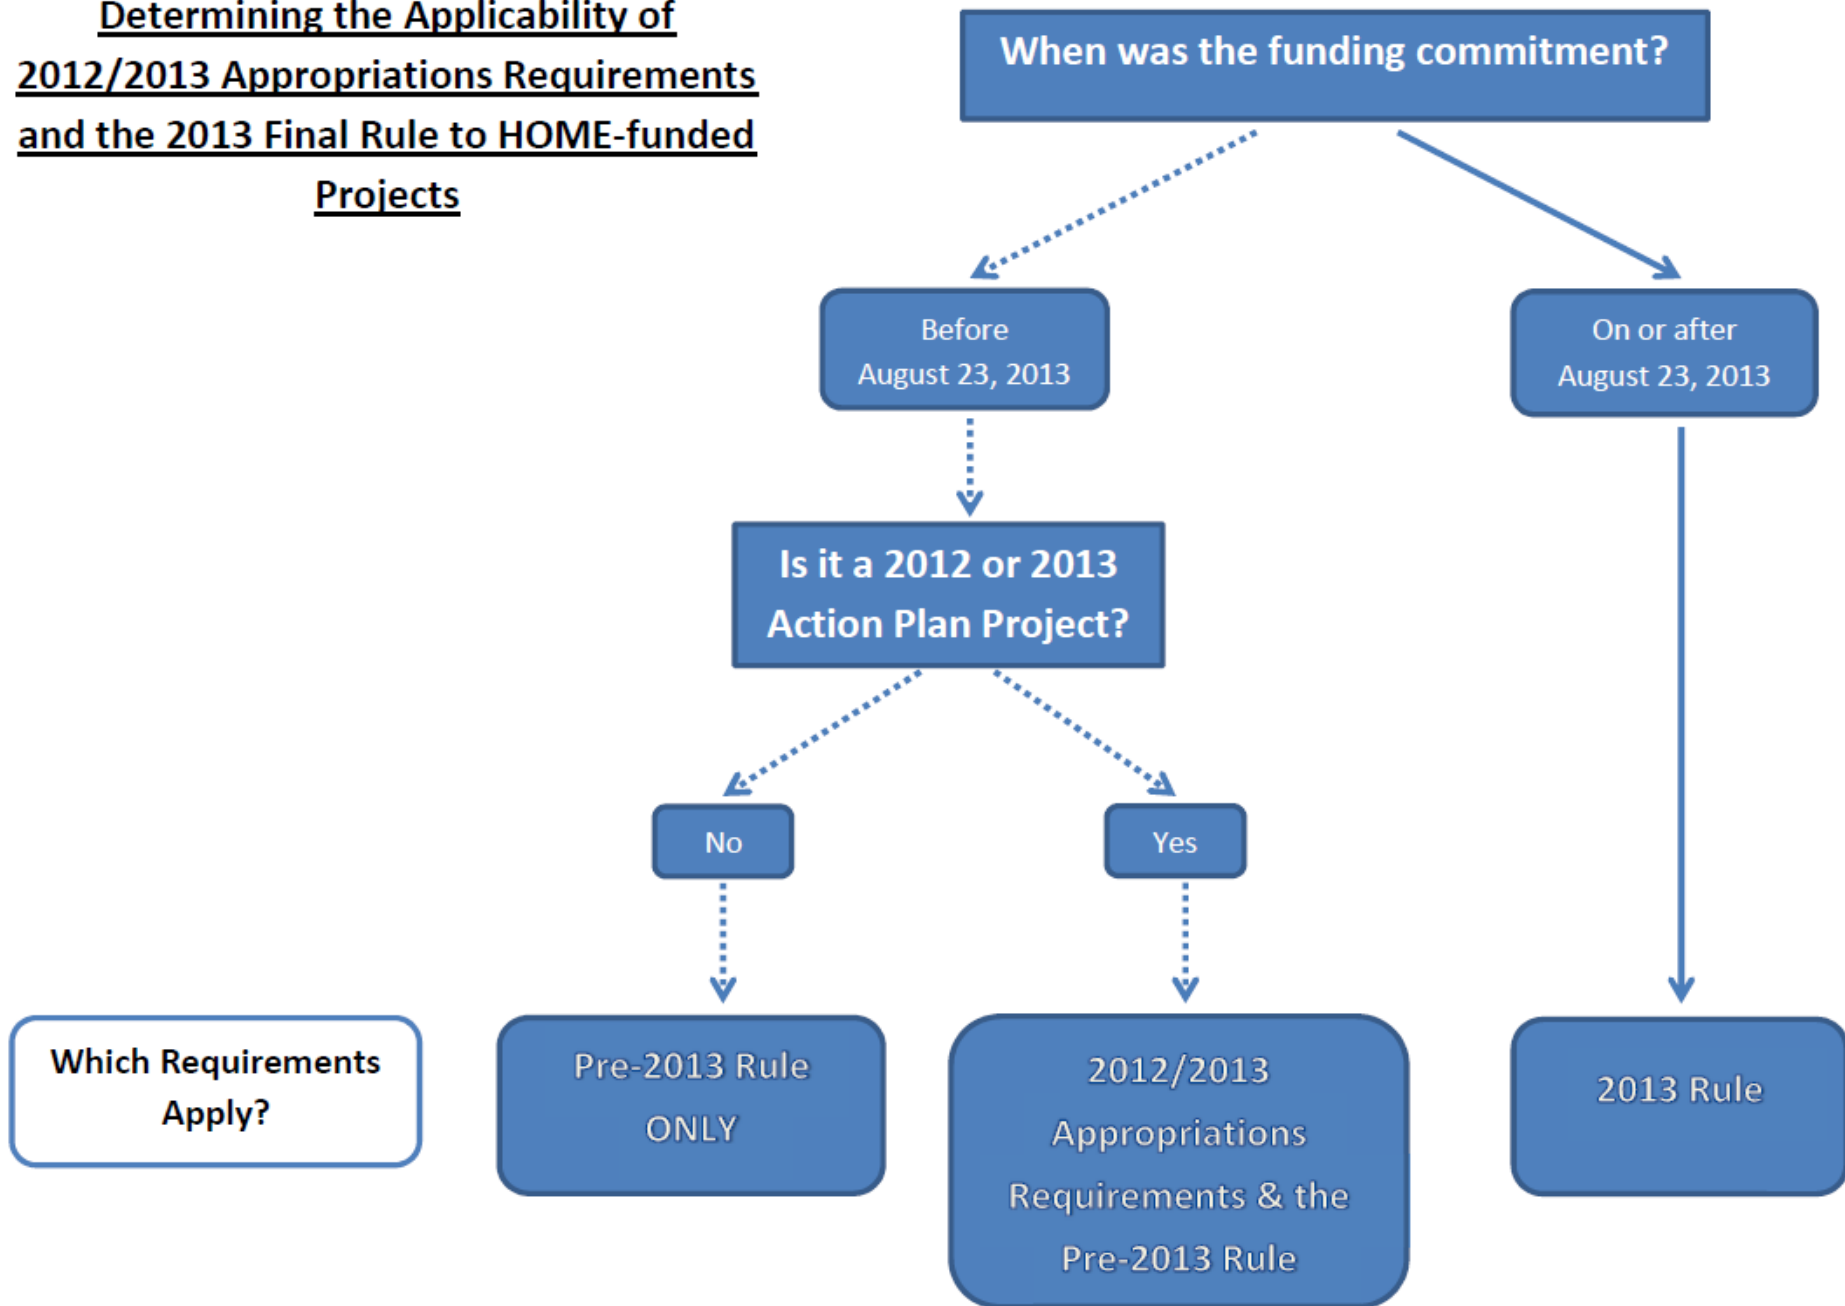 Determining the Applicability of
2012/2013 Appropriations Requirements
and the 2013 Final Rule to HOME-funded
Projects
When was the funding commitment?
Before
August 23, 2013
On or after
August 23, 2013
Is it a 2012 or 2013
Action Plan Project?
No
Yes
Which Requirements
Apply?
Pre-2013 Rule
ONLY
2012/2013
Appropriations
Requirements & the
Pre-2013 Rule
2013 Rule